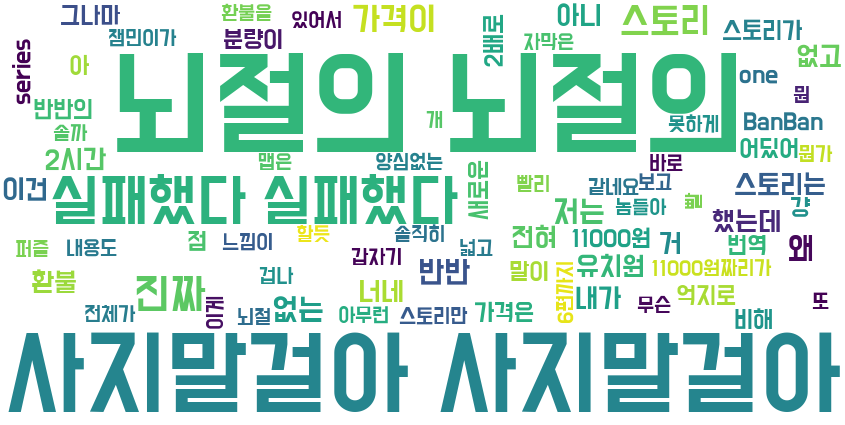 그나마 환불을 있어서 가격이 아니 스토리
잼민이가 분량이 2배로 자막은 스토리가
series 아 없고
뇌절의 뇌절의 one
반반의 개 뭔
솔까 못하게 BanBan
2시간 맵은 양심없는 바로 어딨어 뭔가
이건 실패했다 실패했다 새로운 빨리 같네요 보고 스토리는
저는 놈들아 걍
했는데
퍼즐 내용도 점 느낌이 할듯 솔직히 전혀 11000원 거 번역 왜
환불 겁나 갑자기 넓고
진짜 반반 말이 유치원 11000원짜리가
전체가 이게 뇌절 없는 너네 6편까지 내가 억지로
아무런 스토리만 가격은 무슨 비해 또
사지말걸아 사지말걸아